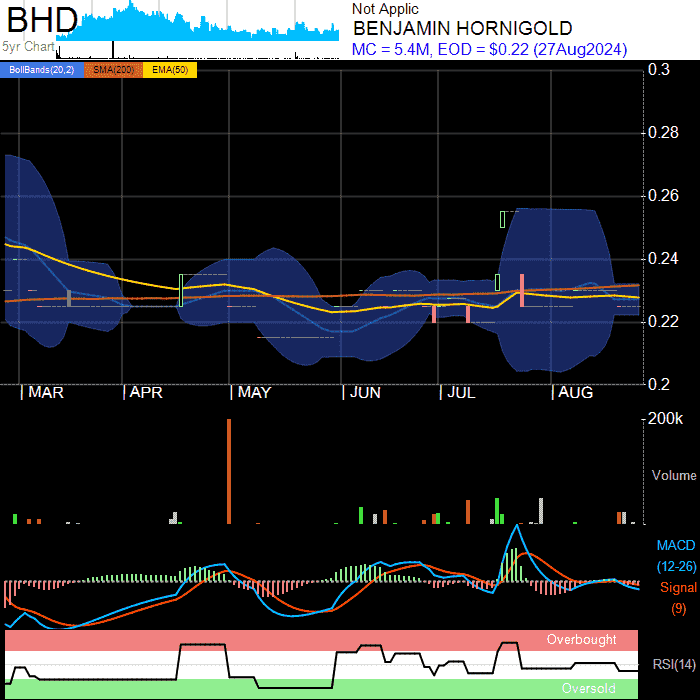 BHD
5yr Chart
Not Applic
BENJAMIN HORNIGOLD
MC = 5.4M, EOD = $0.22 (27Aug2024)
BollBands(20,2) SMA(200) EMA(50)
0.3
0.28
0.26
0.24
0.22
0.2
MAR APR MAY JUN JUL AUG
200k
Volume
MACD
(12-26)
Signal
(9)
Overbought
RSI(14)
Oversold